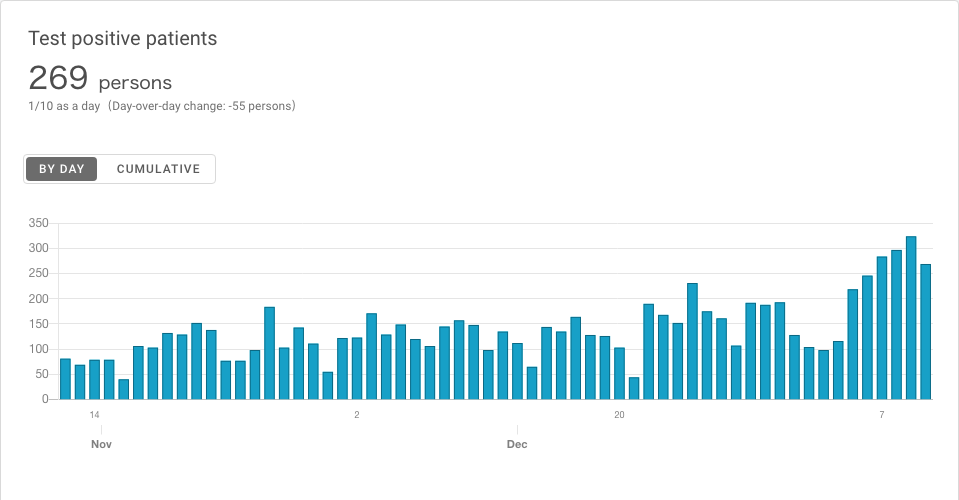 Test positive patients
269 persons
1/10 as a day（Day-over-day change: -55 persons）
BY DAY CUMULATIVE
350
300
250
200
150
100
50
0
14 2 20 7
Nov Dec